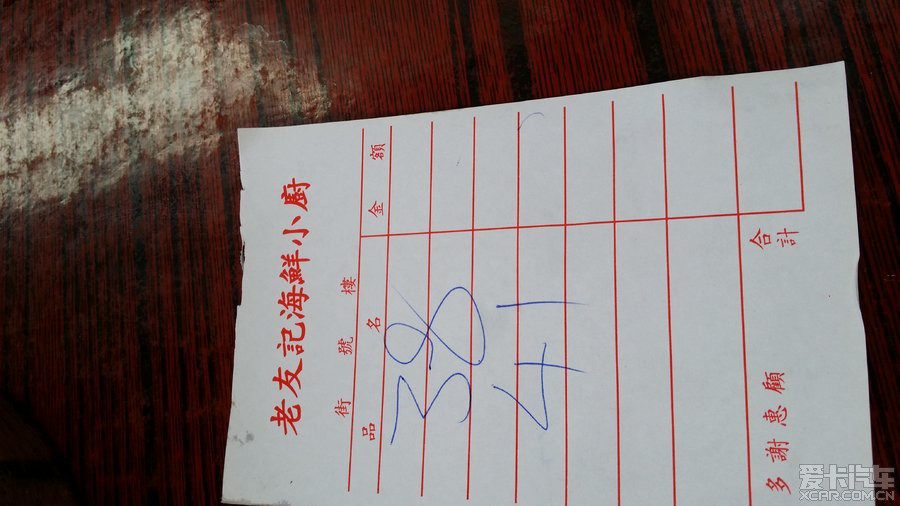 老友記海鮮小廚
街 號 樓
品 名 金 額
38
41
合計
多謝惠顧
爱卡汽车
XCAR.COM.CN